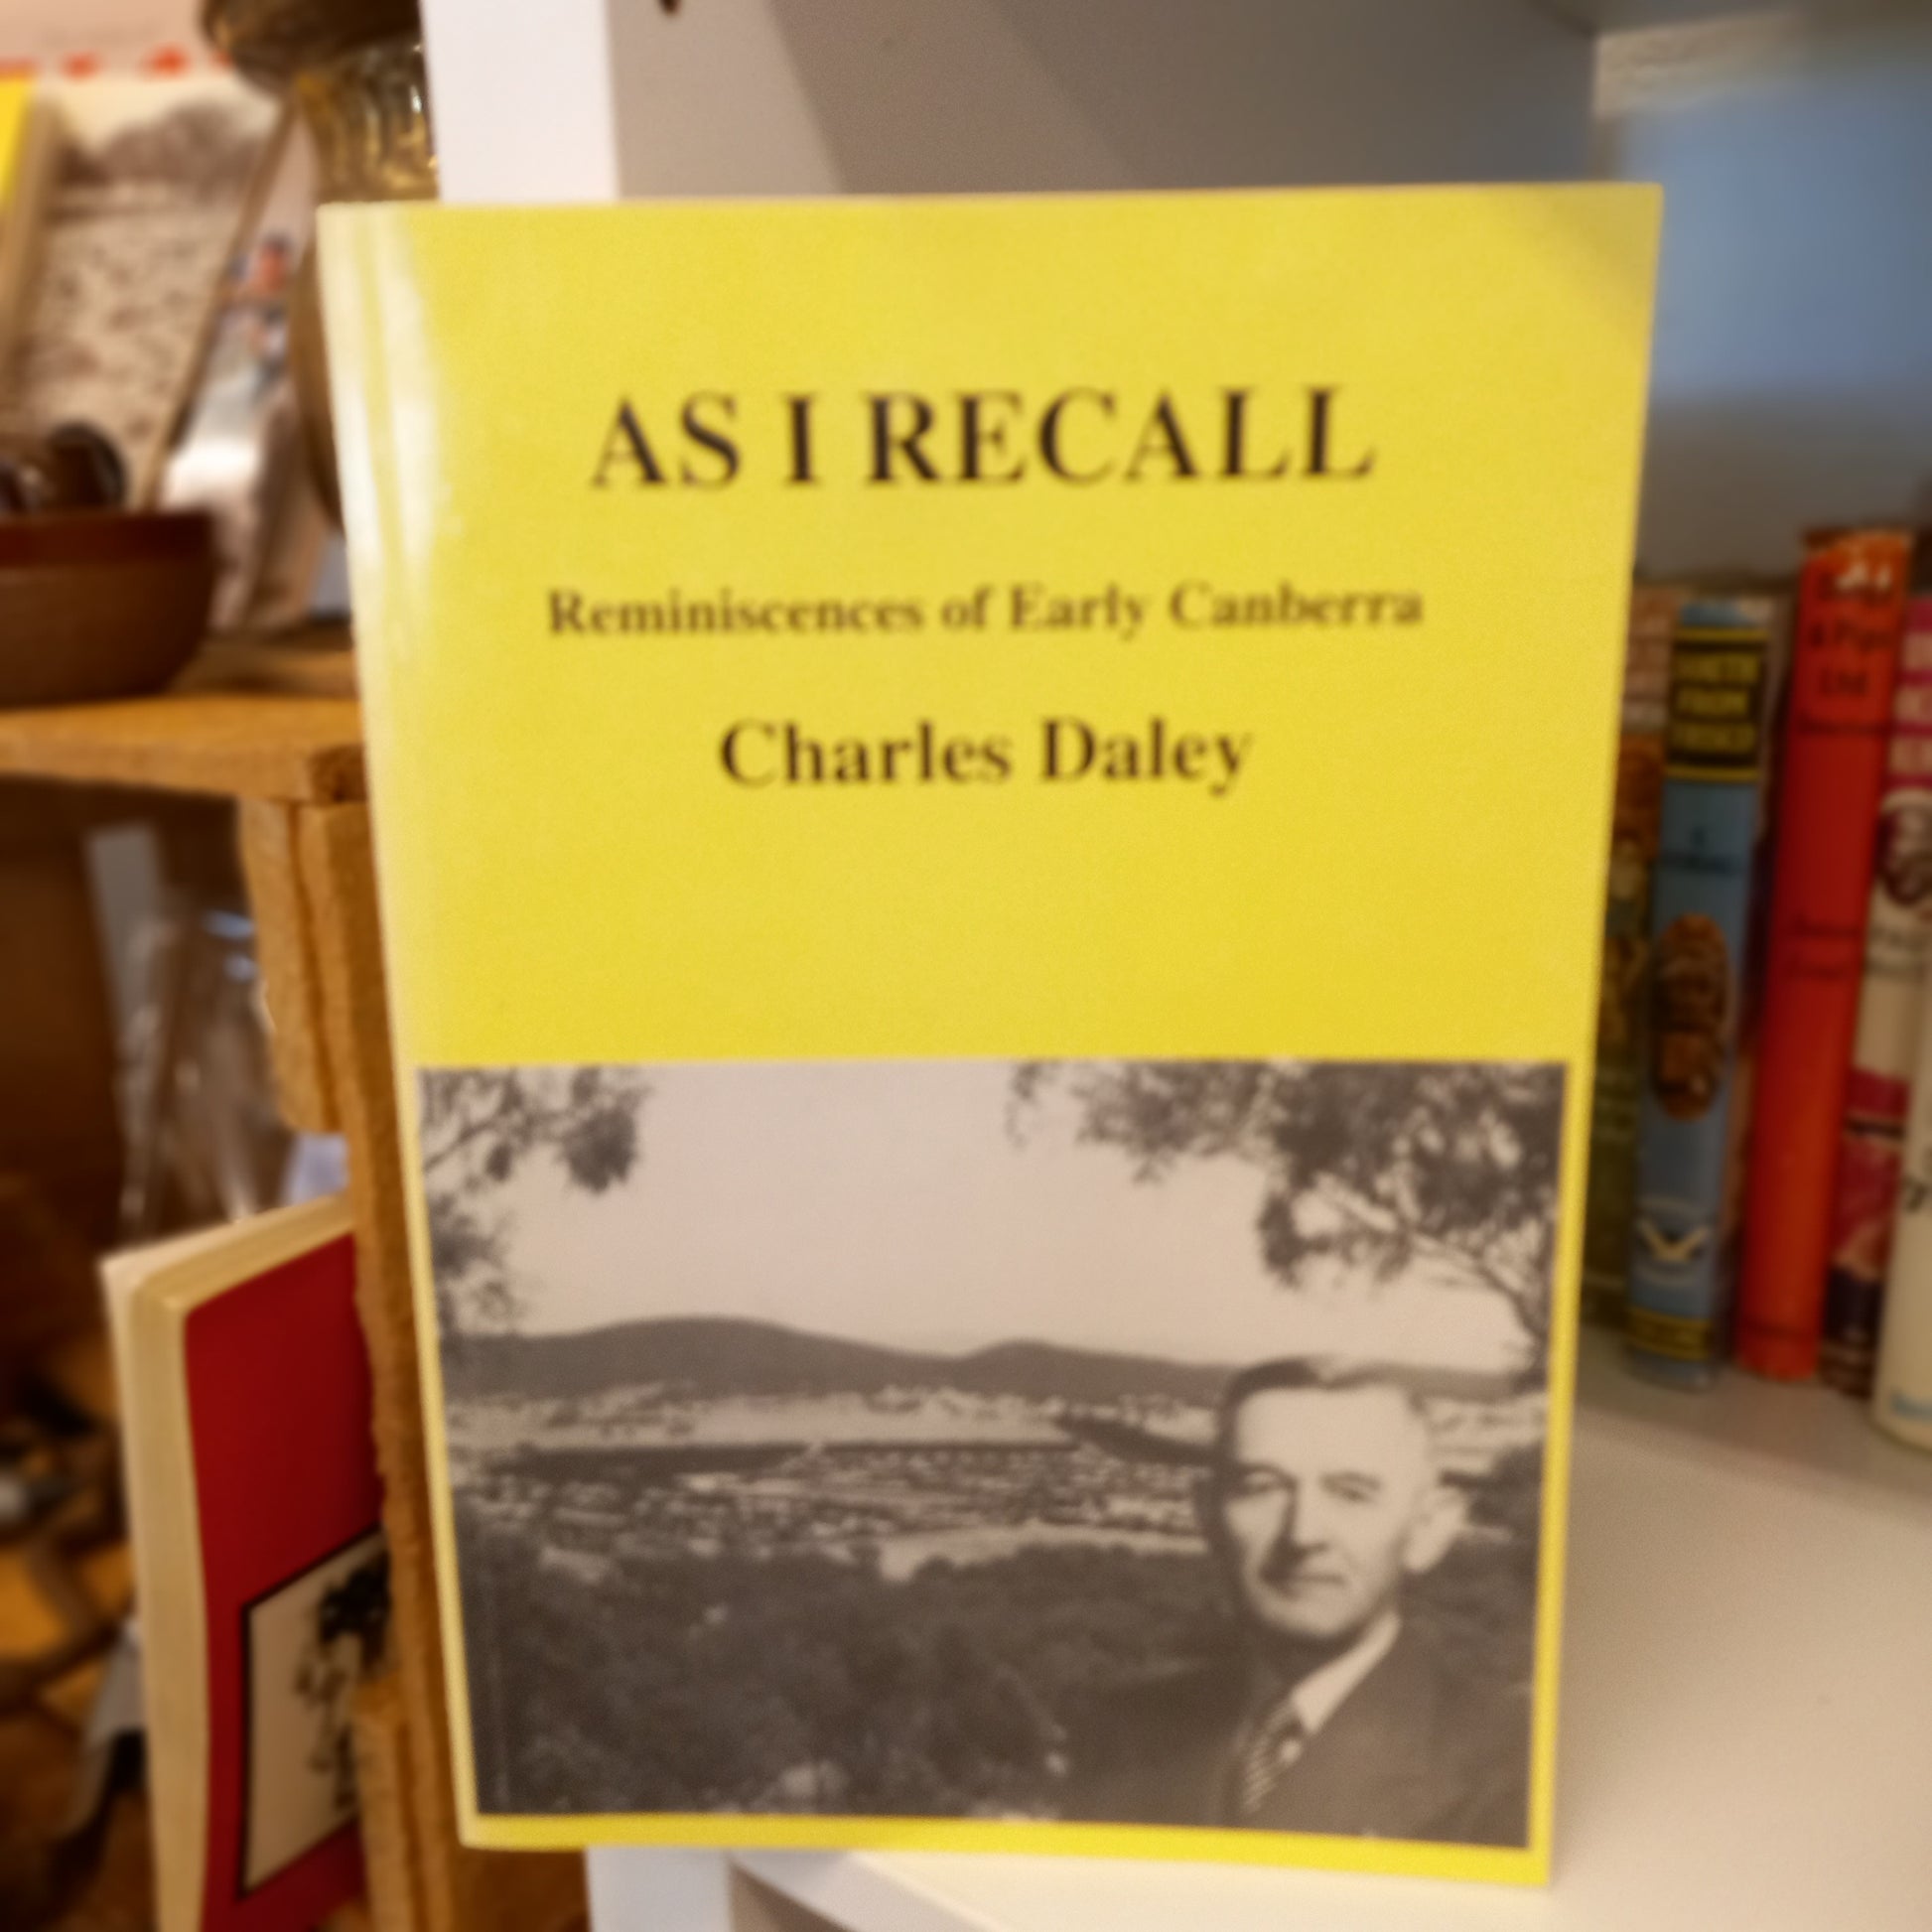 AS I RECALL
Reminiscences of Early Canberra
Charles Daley